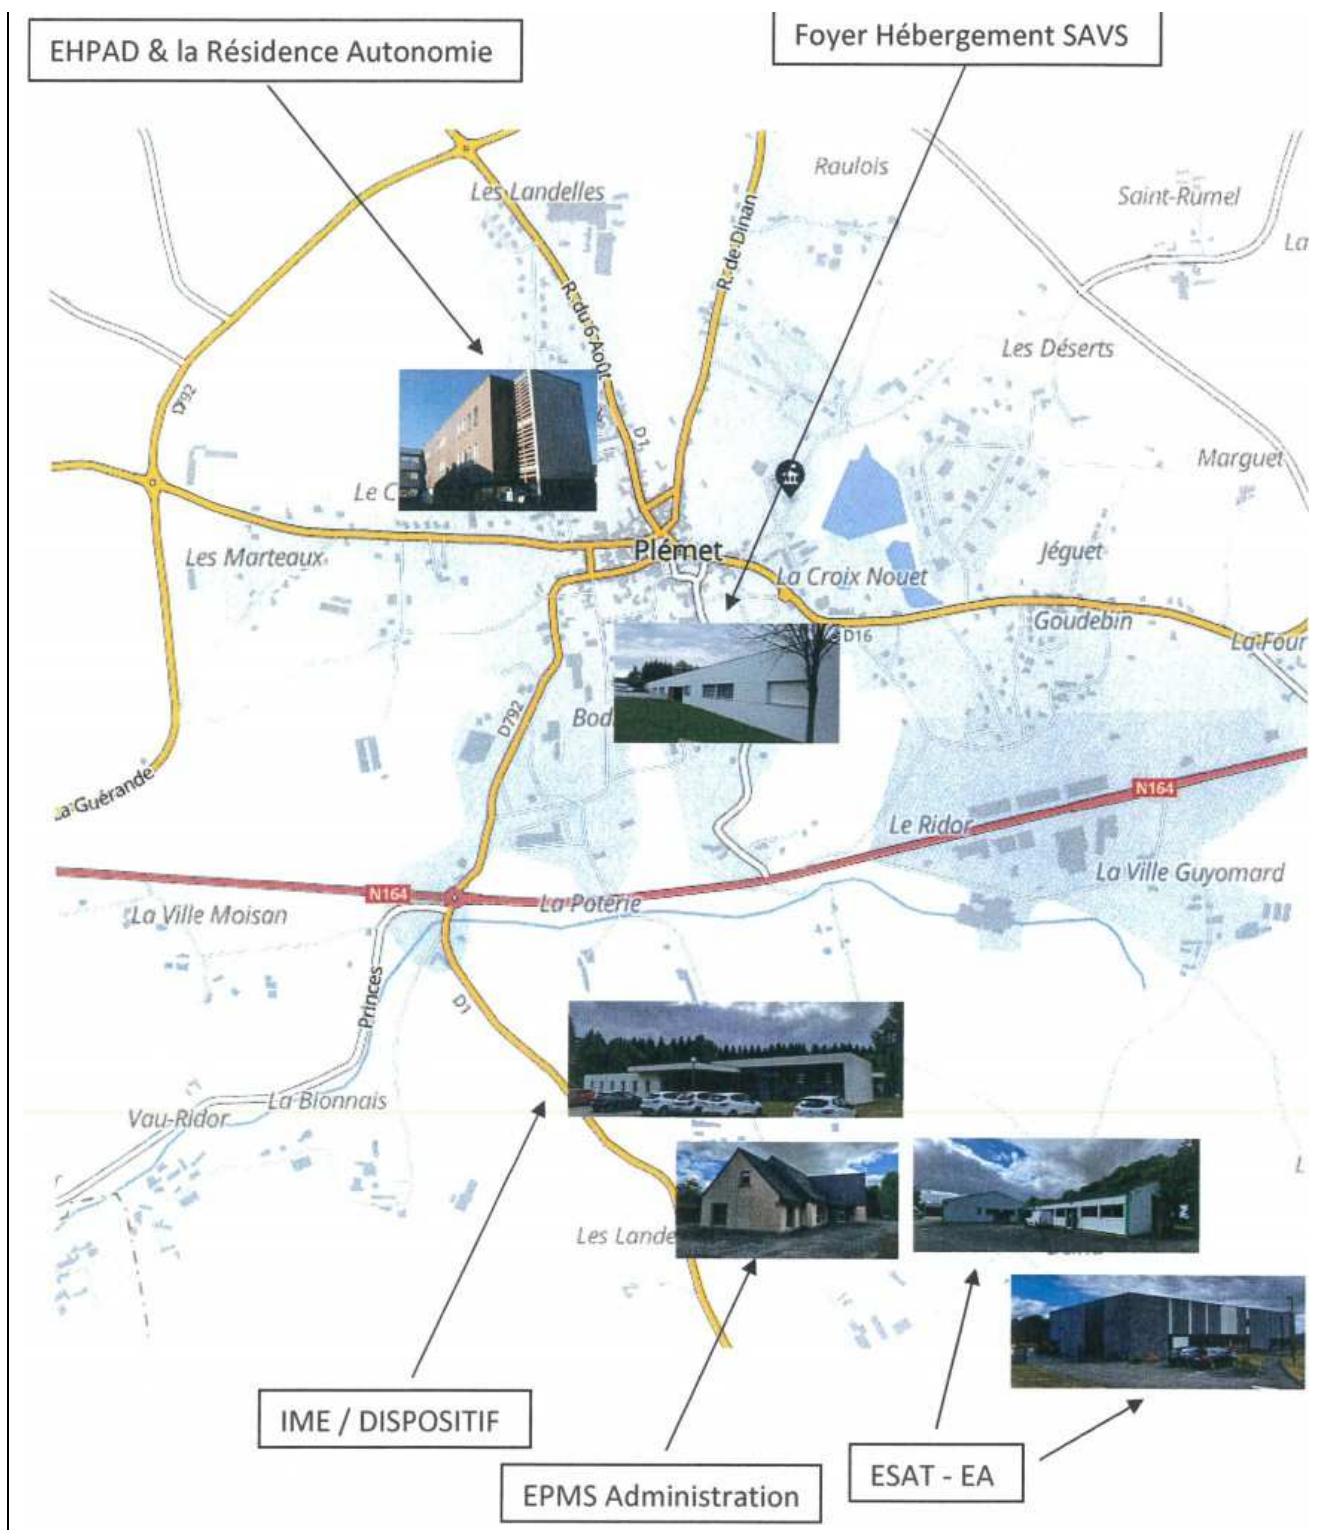 EHPAD & la Résidence Autonomie
Foyer Hébergement SAVS
Raulois
Saint-Rumel
Les Landelles
La
R. de Dinan
R. du 6 Août
Les Déserts
D792
D1
Marguet
Le C
Plémet
Jéguet
Les Marteaux
La Croix Nouet
Goudebin
D16
La Four
Bod
D792
La Guérande
N164
Le Ridor
La Ville Guyomard
N164
La Poterie
La Ville Moisan
Princes
D1
La Bionnais
Vau-Ridor
L
Les Lande
IME / DISPOSITIF
ESAT - EA
EPMS Administration